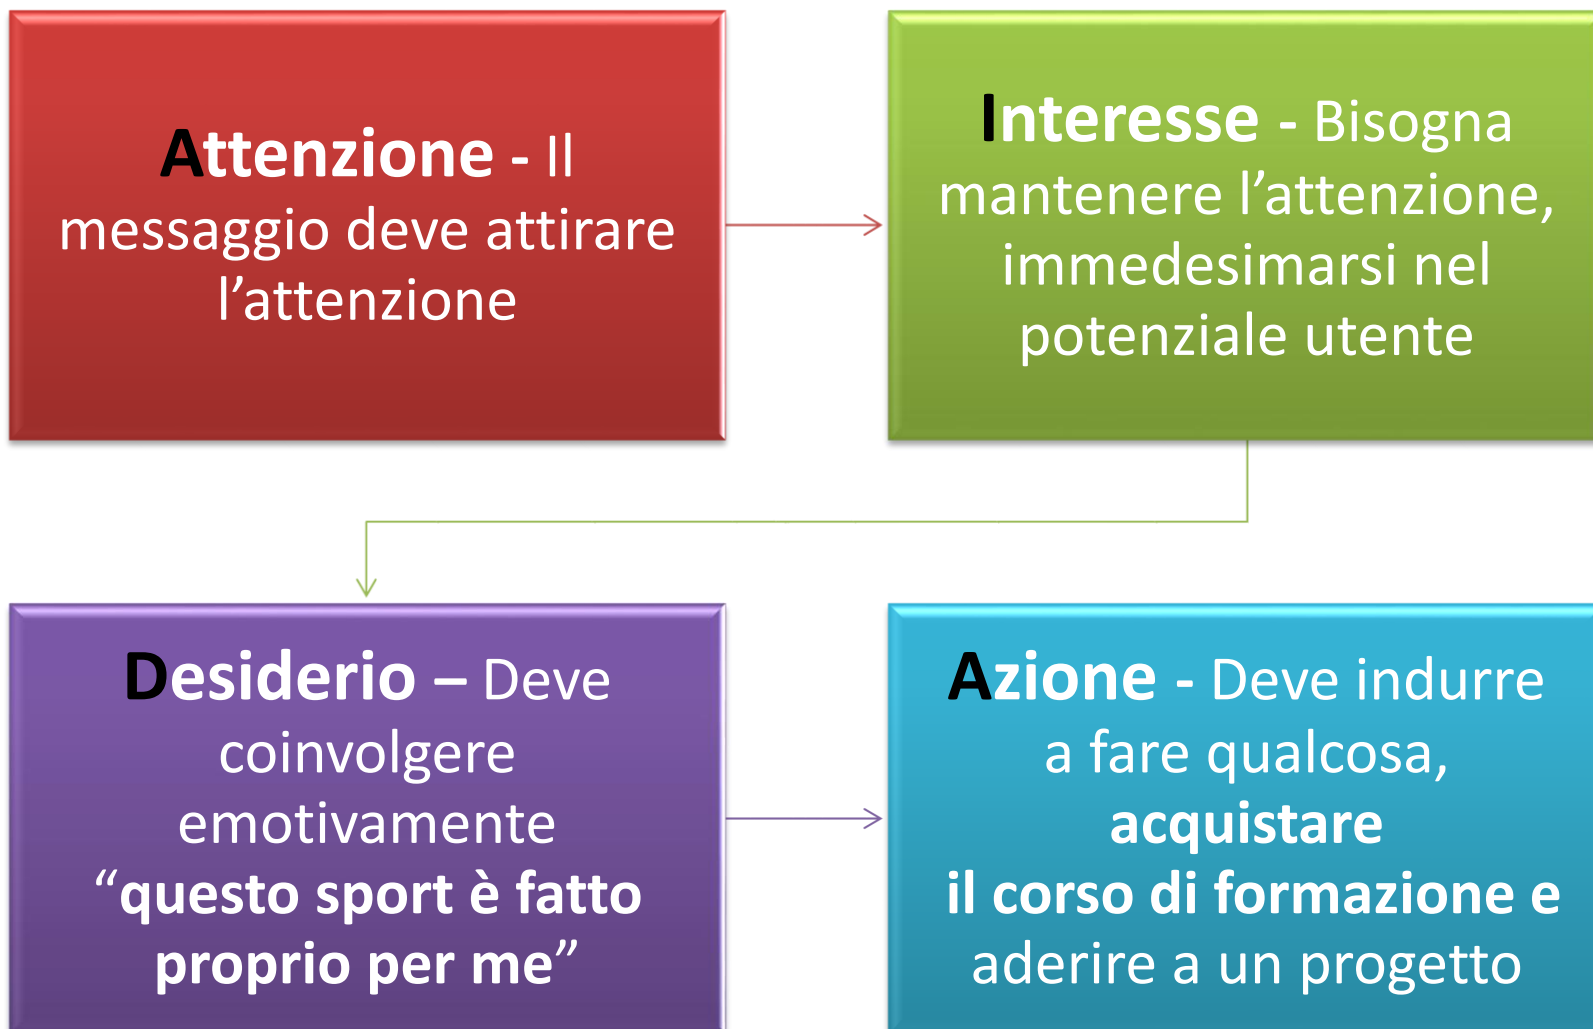 Attenzione - Il
messaggio deve attirare
l’attenzione
Interesse - Bisogna
mantenere l’attenzione,
immedesimarsi nel
potenziale utente
Desiderio – Deve
coinvolgere
emotivamente
“questo sport è fatto
proprio per me”
Azione - Deve indurre
a fare qualcosa,
acquistare
il corso di formazione e
aderire a un progetto